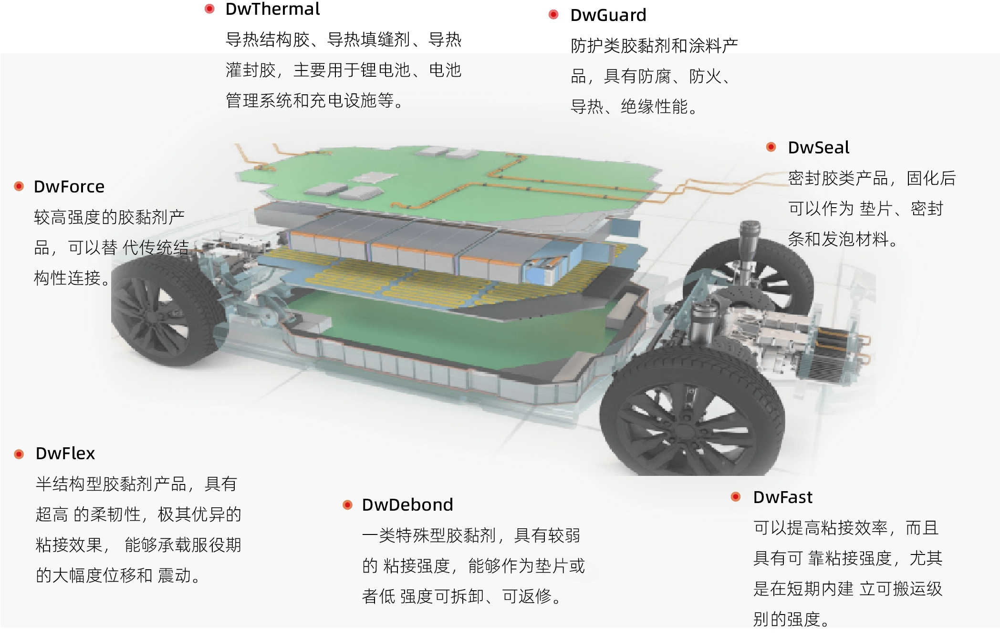 DwThermal
导热结构胶、导热填缝剂、导热
灌封胶，主要用于锂电池、电池
管理系统和充电设施等。
DwGuard
防护类胶黏剂和涂料产
品，具有防腐、防火、
导热、绝缘性能。
DwSeal
密封胶类产品，固化后
可以作为 垫片、密封
条和发泡材料。
DwForce
较高强度的胶黏剂产
品，可以替 代传统结
构性连接。
DwFlex
半结构型胶黏剂产品，具有
超高 的柔韧性，极其优异的
粘接效果， 能够承载服役期
的大幅度位移和 震动。
DwDebond
一类特殊型胶黏剂，具有较弱
的 粘接强度，能够作为垫片或
者低 强度可拆卸、可返修。
DwFast
可以提高粘接效率，而且
具有可 靠粘接强度，尤其
是在短期内建 立可搬运级
别的强度。